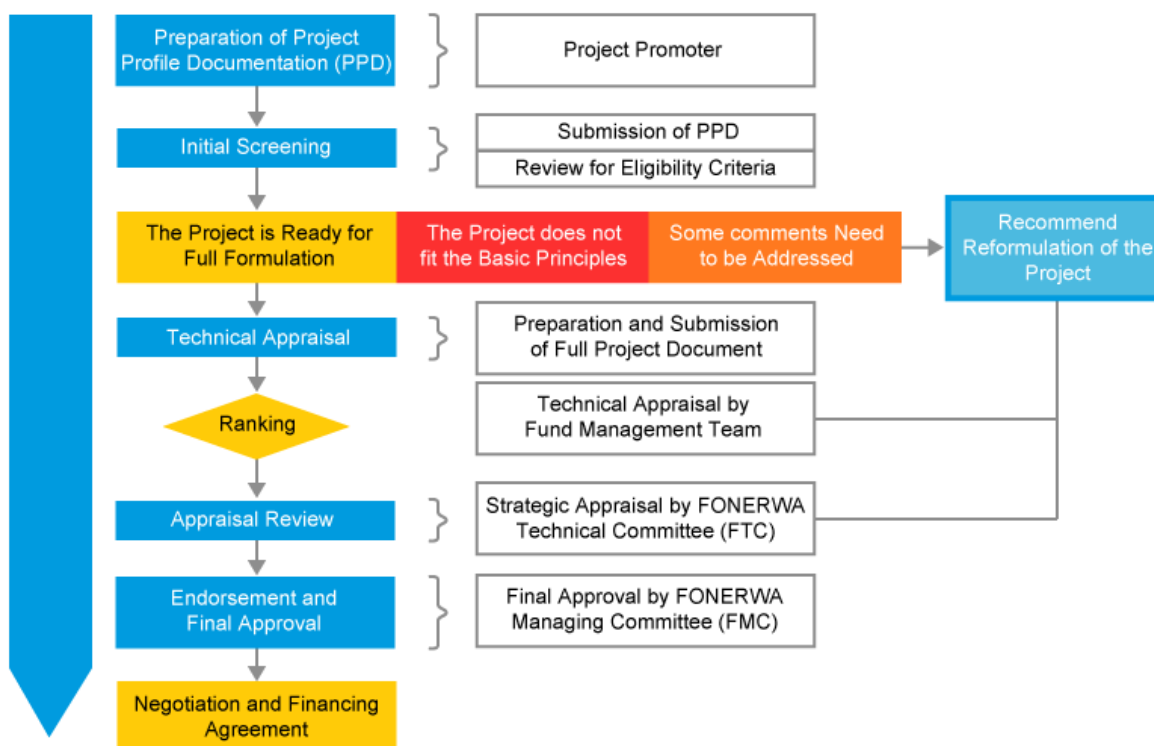 Preparation of Project
Profile Documentation (PPD)
Project Promoter
Initial Screening
Submission of PPD
Review for Eligibility Criteria
The Project is Ready for
Full Formulation
The Project does not
fit the Basic Principles
Some comments Need
to be Addressed
Recommend
Reformulation of the
Project
Technical Appraisal
Preparation and Submission
of Full Project Document
Ranking
Technical Appraisal by
Fund Management Team
Appraisal Review
Strategic Appraisal by FONERWA
Technical Committee (FTC)
Endorsement and
Final Approval
Final Approval by FONERWA
Managing Committee (FMC)
Negotiation and Financing
Agreement